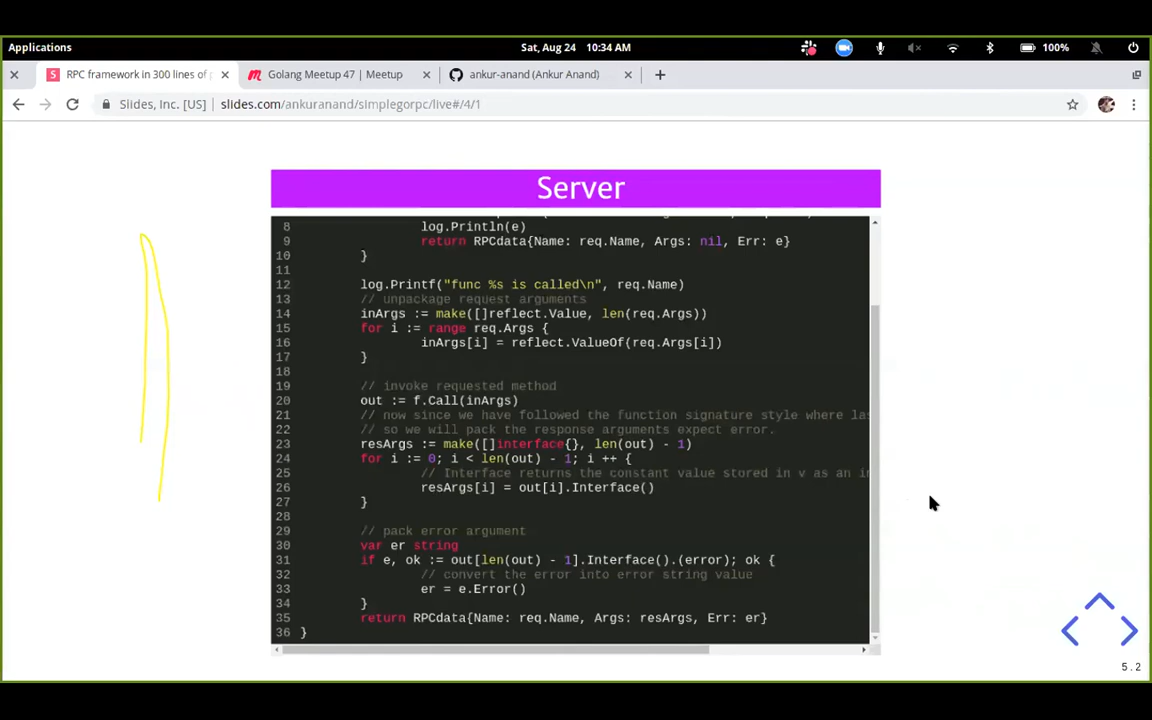 Applications
Sat, Aug 24 10:34 AM
100%
RPC framework in 300 lines of
Golang Meetup 47 | Meetup
ankur-anand (Ankur Anand)
Slides, Inc. [US]
slides.com/ankuranand/simplegorpc/live#/4/1
Server
8 log.Println(e)
9 return RPCdata{Name: req.Name, Args: nil, Err: e}
10 }
11
12 log.Printf("func %s is called\n", req.Name)
13 // unpackage request arguments
14 inArgs := make([]reflect.Value, len(req.Args))
15 for i := range req.Args {
16 inArgs[i] = reflect.ValueOf(req.Args[i])
17 }
18
19 // invoke requested method
20 out := f.Call(inArgs)
21 // now since we have followed the function signature style where
22 // so we will pack the response arguments expect error.
23 resArgs := make([]interface{}, len(out) - 1)
24 for i := 0; i < len(out) - 1; i ++ {
25 // Interface returns the constant value stored in v as an
26 resArgs[i] = out[i].Interface()
27 }
28
29 // pack error argument
30 var er string
31 if e, ok := out[len(out) - 1].Interface().(error); ok {
32 // convert the error into error string value
33 er = e.Error()
34 }
35 return RPCdata{Name: req.Name, Args: resArgs, Err: er}
36 }
5.2